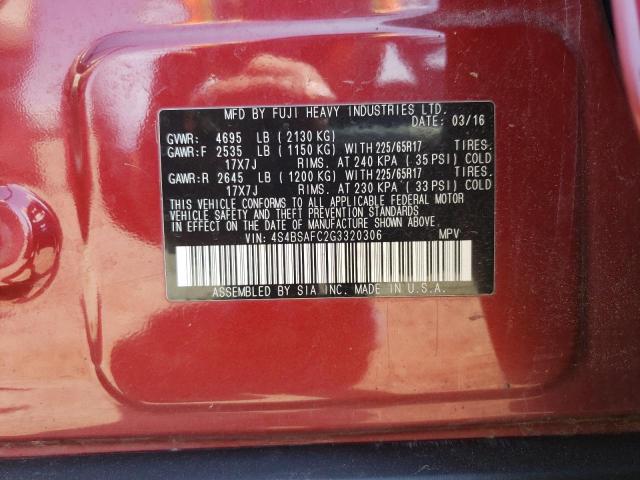 MFD BY FUJI HEAVY INDUSTRIES LTD.
DATE: 03/16
GVWR: 4695 LB ( 2130 KG)
GAWR:F 2535 LB ( 1150 KG) WITH 225/65R17 TIRES.
17X7J RIMS. AT 240 KPA ( 35 PSI) COLD
GAWR:R 2645 LB ( 1200 KG) WITH 225/65R17 TIRES.
17X7J RIMS. AT 230 KPA ( 33 PSI) COLD
THIS VEHICLE CONFORMS TO ALL APPLICABLE FEDERAL MOTOR
VEHICLE SAFETY AND THEFT PREVENTION STANDARDS
IN EFFECT ON THE DATE OF MANUFACTURE SHOWN ABOVE.
VIN: 4S4BSAFC2G3320306 MPV
ASSEMBLED BY SIA INC. MADE IN U.S.A.